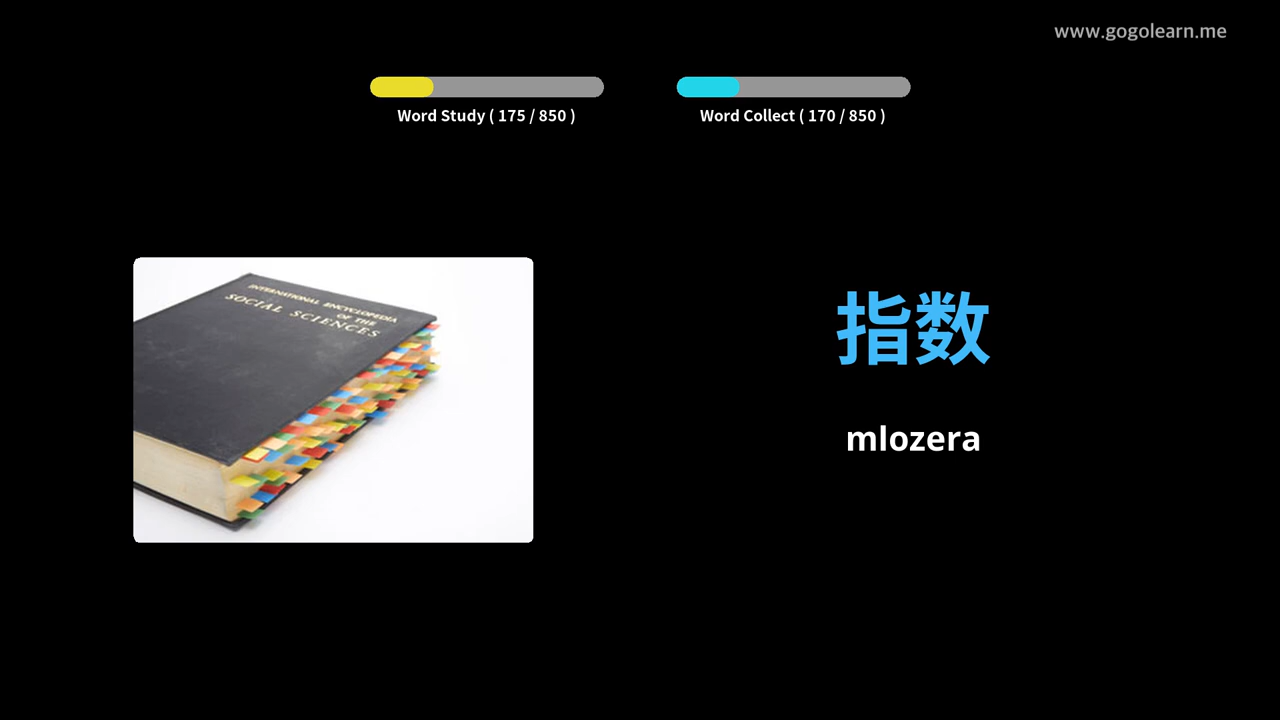 www.gogolearn.me
Word Study ( 175 / 850 )
Word Collect ( 170 / 850 )
INTERNATIONAL ENCYCLOPEDIA
OF THE
SOCIAL SCIENCES
指数
mlozera